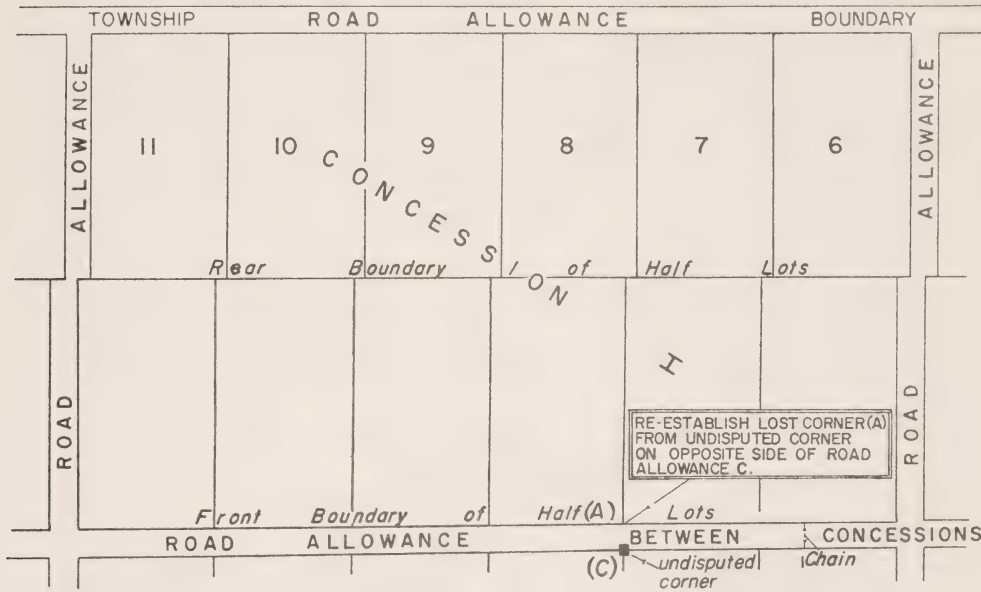 TOWNSHIP ROAD ALLOWANCE BOUNDARY
ALLOWANCE
ALLOWANCE
11 10 9 8 7 6
CONCESSION
Rear Boundary of Half Lots
I
ROAD
ROAD
RE-ESTABLISH LOST CORNER(A)
FROM UNDISPUTED CORNER
ON OPPOSITE SIDE OF ROAD
ALLOWANCE C.
Front Boundary of Half(A) Lots
ROAD ALLOWANCE BETWEEN CONCESSIONS
1Chain
(C) undisputed
corner